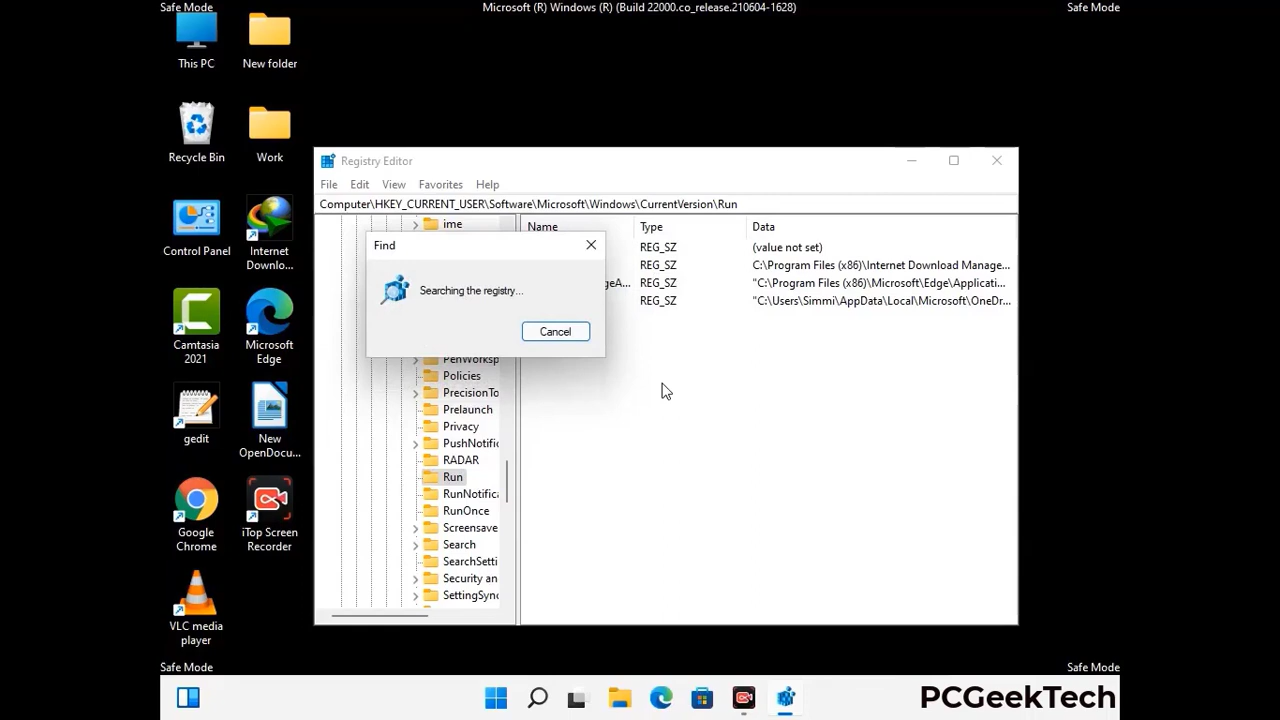 Safe Mode
Microsoft (R) Windows (R) (Build 22000.co_release.210604-1628)
Safe Mode
This PC
New folder
Recycle Bin
Work
Control Panel
Internet
Downlo...
Camtasia
2021
Microsoft
Edge
gedit
New
OpenDocu...
Google
Chrome
iTop Screen
Recorder
VLC media
player
Registry Editor
File Edit View Favorites Help
Computer\HKEY_CURRENT_USER\Software\Microsoft\Windows\CurrentVersion\Run
ime
Policies
PrecisionTo
Prelaunch
Privacy
PushNotific
RADAR
Run
RunNotifica
RunOnce
Screensave
Search
SearchSetti
Security an
SettingSync
Name Type Data
REG_SZ (value not set)
REG_SZ C:\Program Files (x86)\Internet Download Manage...
geA... REG_SZ "C:\Program Files (x86)\Microsoft\Edge\Applicati...
REG_SZ "C:\Users\Simmi\AppData\Local\Microsoft\OneDr...
Find
Searching the registry...
Cancel
Safe Mode
Safe Mode
PCGeekTech